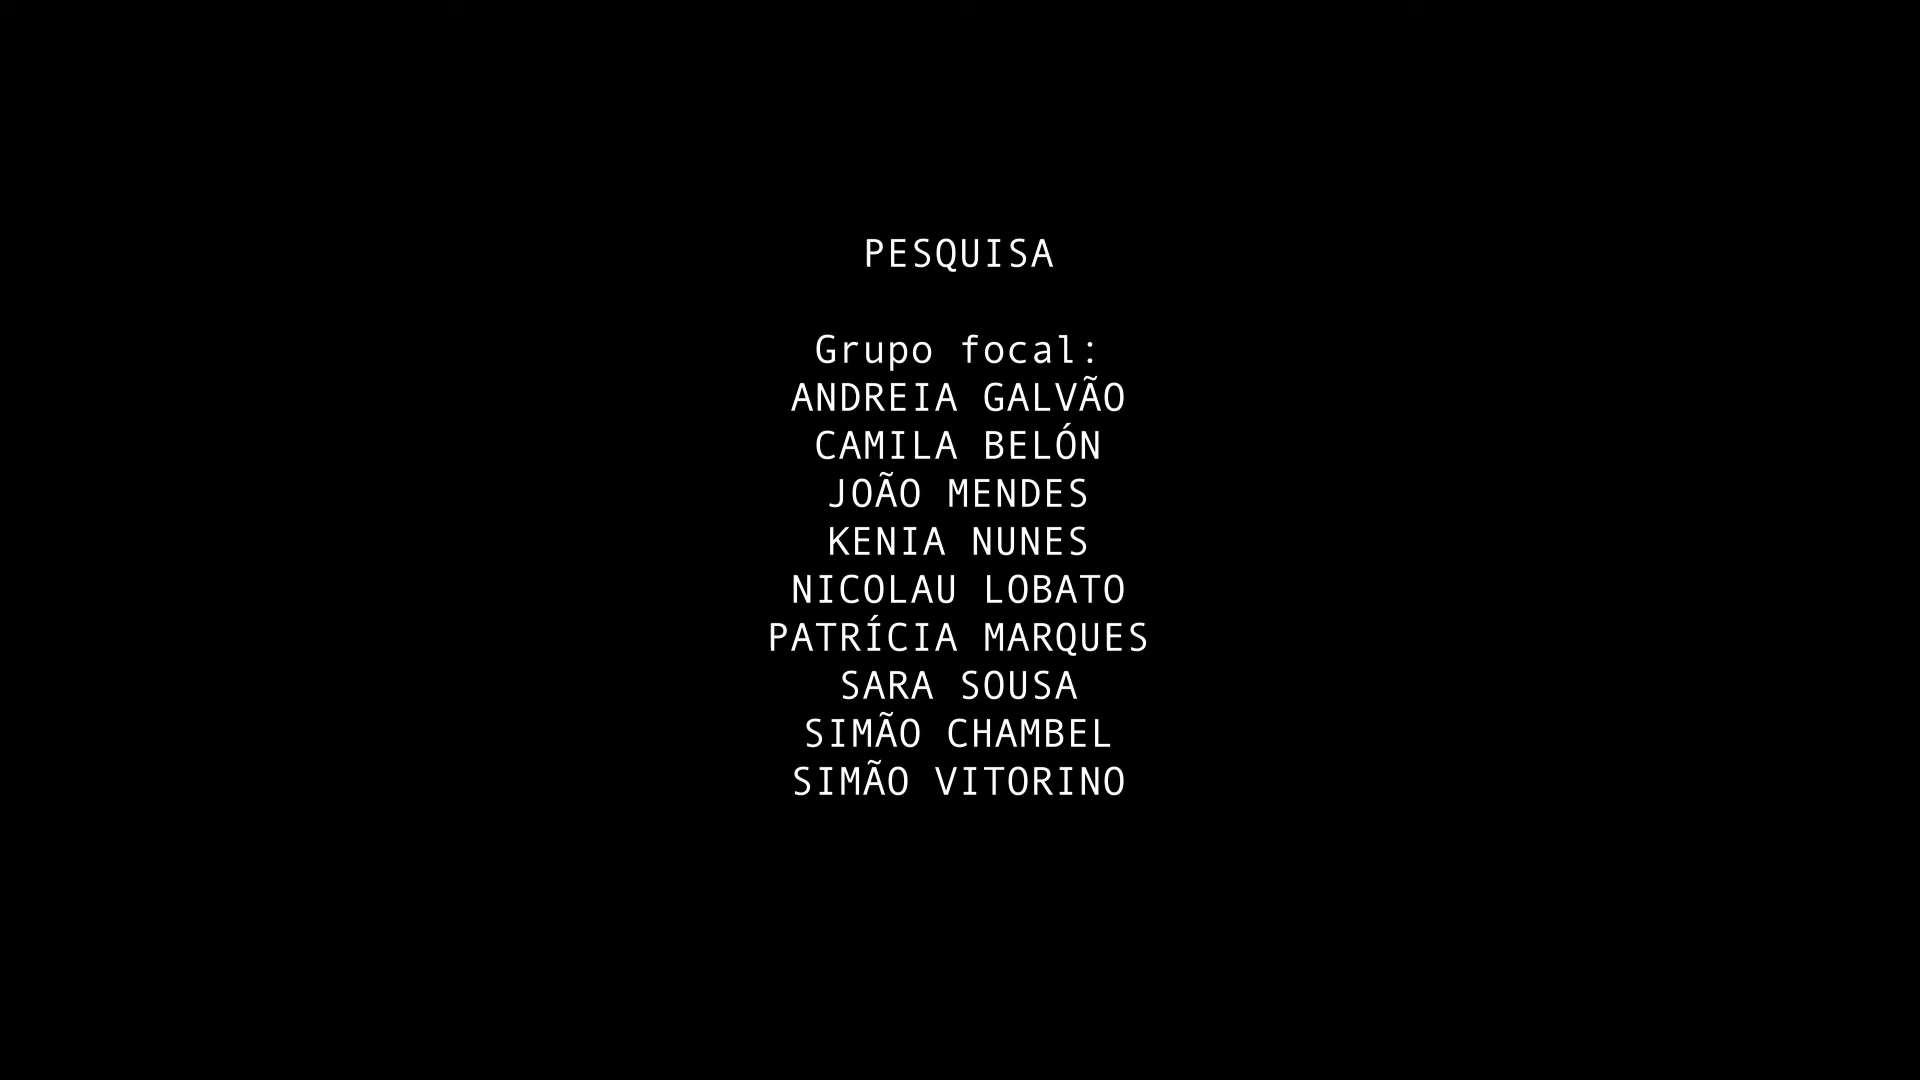 PESQUISA
Grupo focal:
ANDREIA GALVÃO
CAMILA BELÓN
JOÃO MENDES
KENIA NUNES
NICOLAU LOBATO
PATRÍCIA MARQUES
SARA SOUSA
SIMÃO CHAMBEL
SIMÃO VITORINO